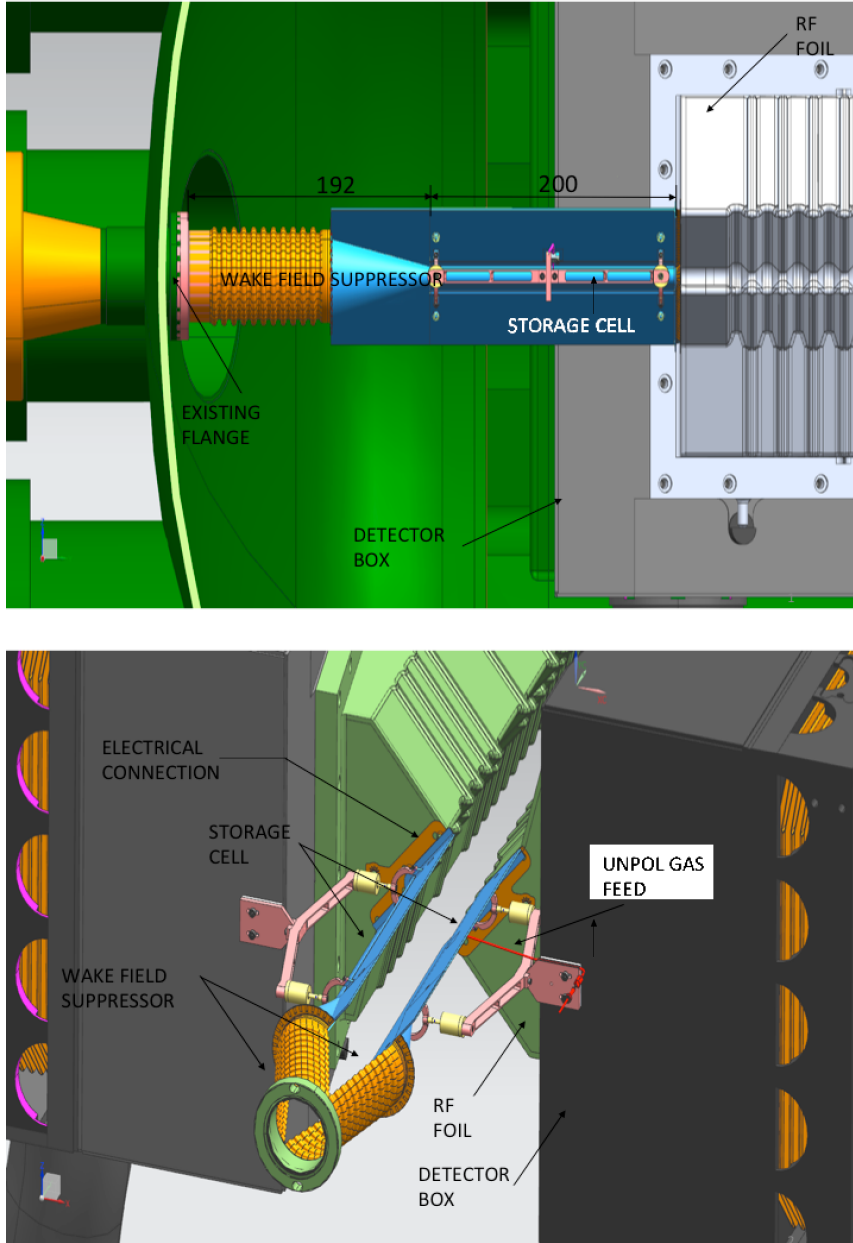 RF
FOIL
192
200
WAKE FIELD SUPPRESSOR
STORAGE CELL
EXISTING
FLANGE
DETECTOR
BOX
ELECTRICAL
CONNECTION
STORAGE
CELL
UNPOL GAS
FEED
WAKE FIELD
SUPPRESSOR
RF
FOIL
DETECTOR
BOX